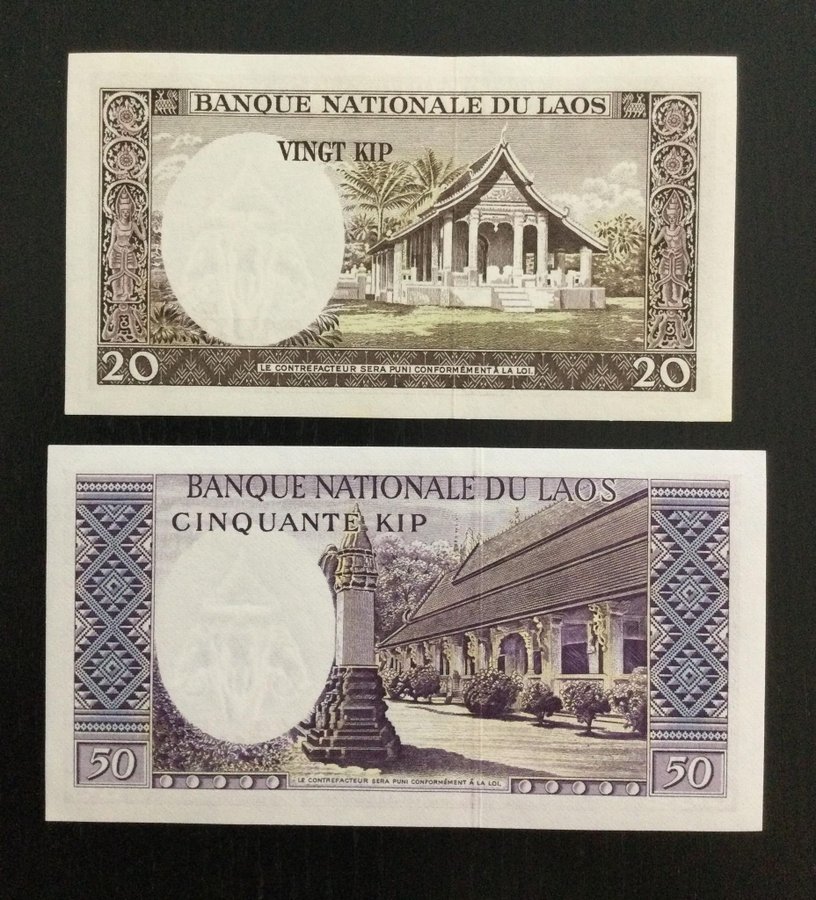 BANQUE NATIONALE DU LAOS
VINGT KIP
20
LE CONTREFACTEUR SERA PUNI CONFORMÉMENT À LA LOI.
20
BANQUE NATIONALE DU LAOS
CINQUANTE KIP
50
LE CONTREFACTEUR SERA PUNI CONFORMÉMENT À LA LOI.
50